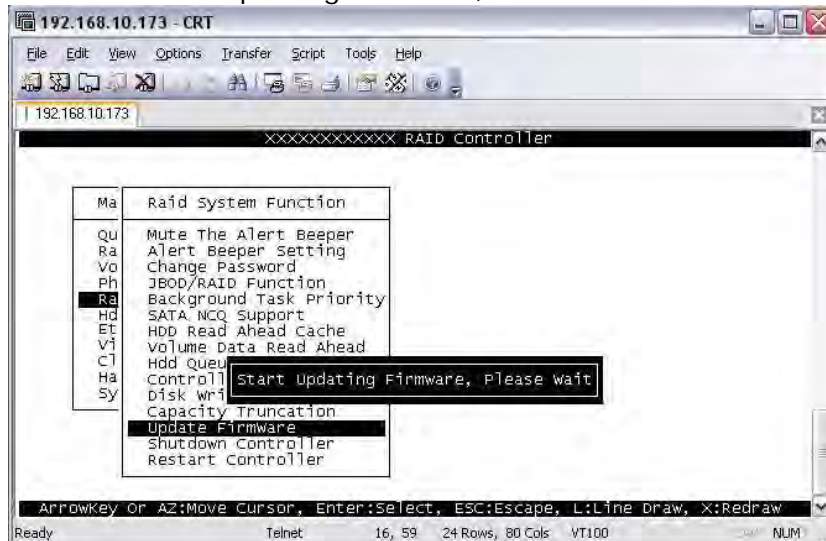 192.168.10.173 - CRT
File Edit View Options Transfer Script Tools Help
192.168.10.173
XXXXXXXXXXXX RAID Controller
Ma
Raid System Function
Qu
Mute The Alert Beeper
Ra
Alert Beeper Setting
Vo
Change Password
Ph
JBOD/RAID Function
Ra
Background Task Priority
Hd
SATA NCQ Support
Et
HDD Read Ahead Cache
Vi
Volume Data Read Ahead
Cl
Hdd Queu
Ha
Controll
Start Updating Firmware, Please Wait
Sy
Disk Wri
Capacity Truncation
Update Firmware
Shutdown Controller
Restart Controller
ArrowKey Or AZ:Move Cursor, Enter:Select, ESC:Escape, L:Line Draw, X:Redraw
Ready Telnet 16, 59 24 Rows, 80 Cols VT100 NUM